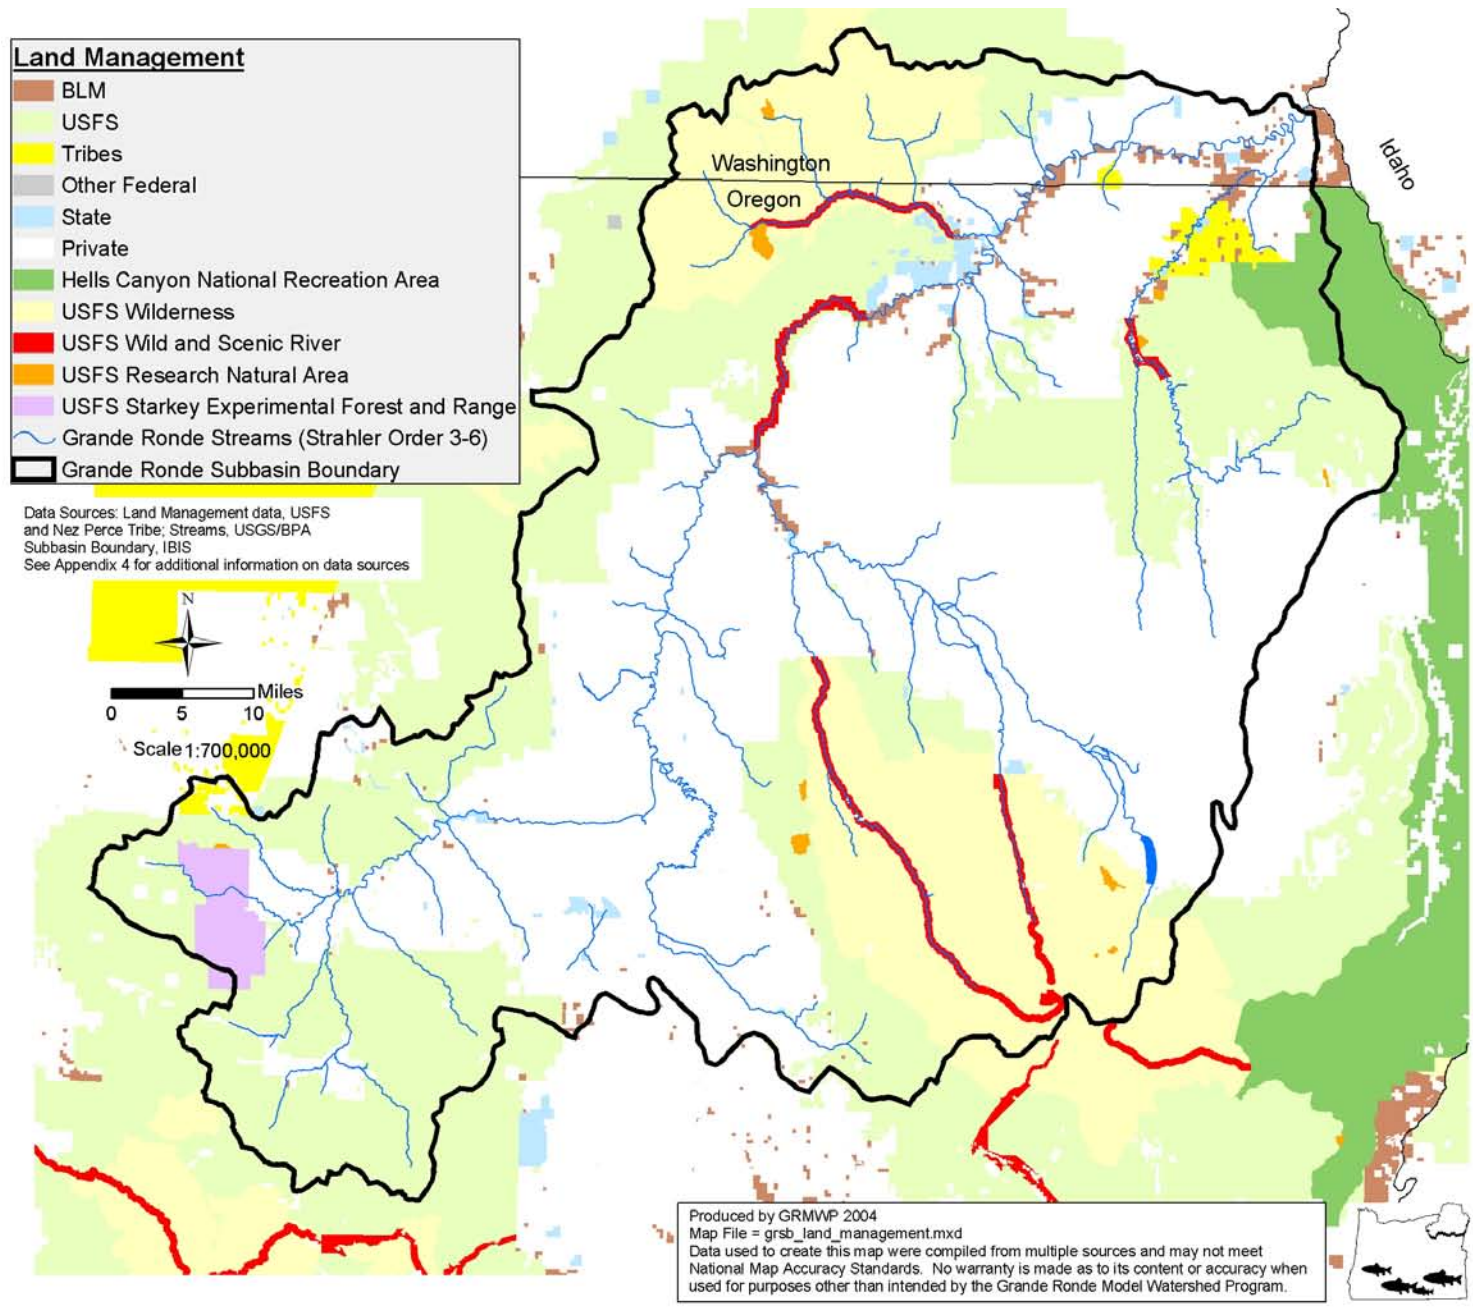 Land Management
BLM
USFS
Tribes
Other Federal
State
Private
Hells Canyon National Recreation Area
USFS Wilderness
USFS Wild and Scenic River
USFS Research Natural Area
USFS Starkey Experimental Forest and Range
Grande Ronde Streams (Strahler Order 3-6)
Grande Ronde Subbasin Boundary
Data Sources: Land Management data, USFS
and Nez Perce Tribe; Streams, USGS/BPA
Subbasin Boundary, IBIS
See Appendix 4 for additional information on data sources
N
Miles
0 5 10
Scale 1:700,000
Washington
Oregon
Idaho
Produced by GRMWP 2004
Map File = grsb_land_management.mxd
Data used to create this map were compiled from multiple sources and may not meet
National Map Accuracy Standards. No warranty is made as to its content or accuracy when
used for purposes other than intended by the Grande Ronde Model Watershed Program.